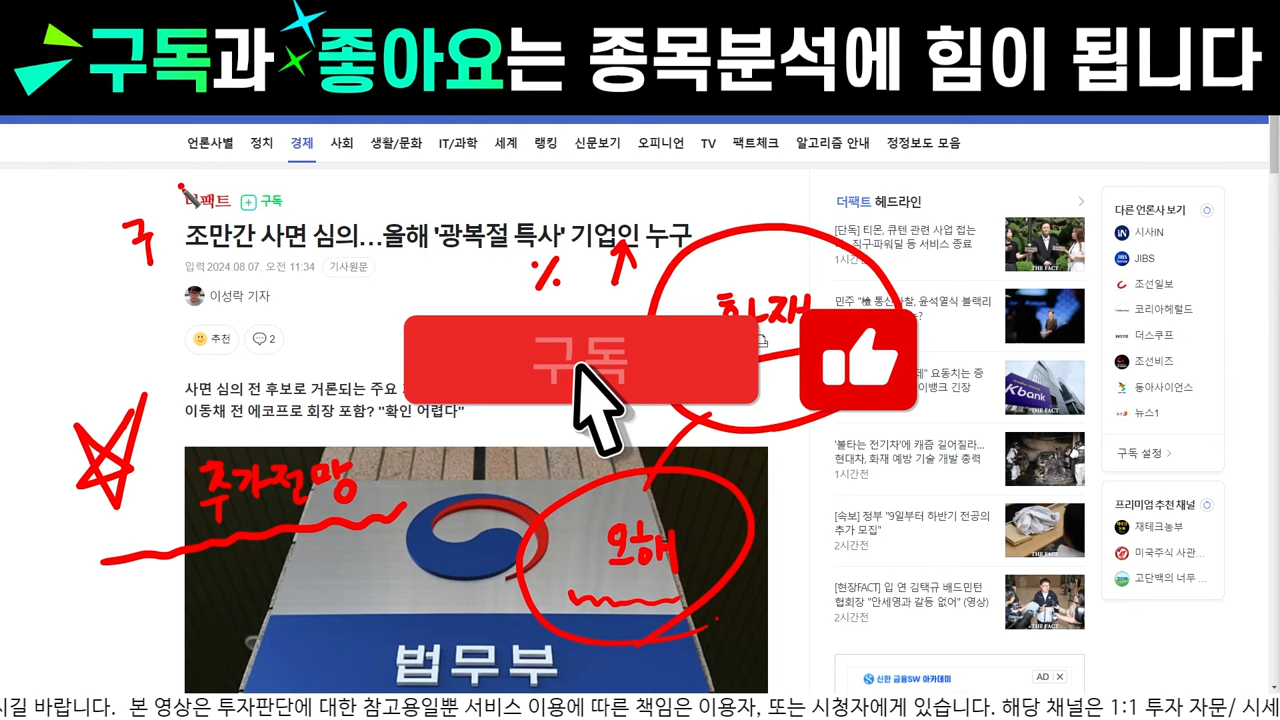 구독과 좋아요는 종목분석에 힘이 됩니다
언론사별 정치 경제 사회 생활/문화 IT/과학 세계 랭킹 신문보기 오피니언 TV 팩트체크 알고리즘 안내 정정보도 모음
더팩트 구독
구
조만간 사면 심의…올해 '광복절 특사' 기업인 누구
입력 2024.08.07. 오전 11:34 기사원문
%
이성락 기자
화재
추천 2
구독
사면 심의 전 후보로 거론되는 주요
이동채 전 에코프로 회장 포함? "확인 어렵다"
주가전망
오해
법무부
더팩트 헤드라인
[단독] 티몬, 큐텐 관련 사업 접는
직구·파워딜 등 서비스 종료
1시간전
THE FACT
민주 "檢 통신사찰, 윤석열식 블랙리
요동치는 증
이뱅크 긴장
Kbank
'불타는 전기차'에 캐즘 길어질라…
현대차, 화재 예방 기술 개발 총력
1시간전
[속보] 정부 "9일부터 하반기 전공의
추가 모집"
2시간전
THE FACT
[현장FACT] 입 연 김택규 배드민턴
협회장 "안세영과 갈등 없어" (영상)
2시간전
THE FACT
신한 금융SW 아카데미
AD
다른 언론사 보기
시사IN
JIBS
조선일보
코리아헤럴드
더스쿠프
조선비즈
동아사이언스
뉴스1
구독 설정
프리미엄 추천 채널
재테크농부
미국주식 사관…
고단백의 너무 …
시길 바랍니다. 본 영상은 투자판단에 대한 참고용일뿐 서비스 이용에 따른 책임은 이용자, 또는 시청자에게 있습니다. 해당 채널은 1:1 투자 자문/ 시세